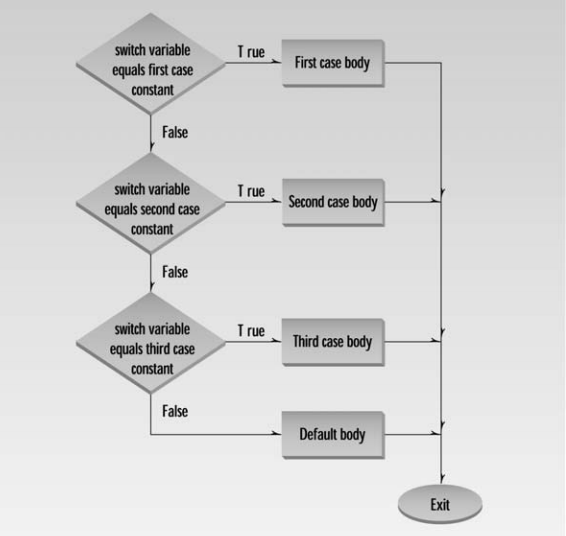 switch variable
equals first case
constant
T rue
First case body
False
switch variable
equals second case
constant
T rue
Second case body
False
switch variable
equals third case
constant
T rue
Third case body
False
Default body
Exit